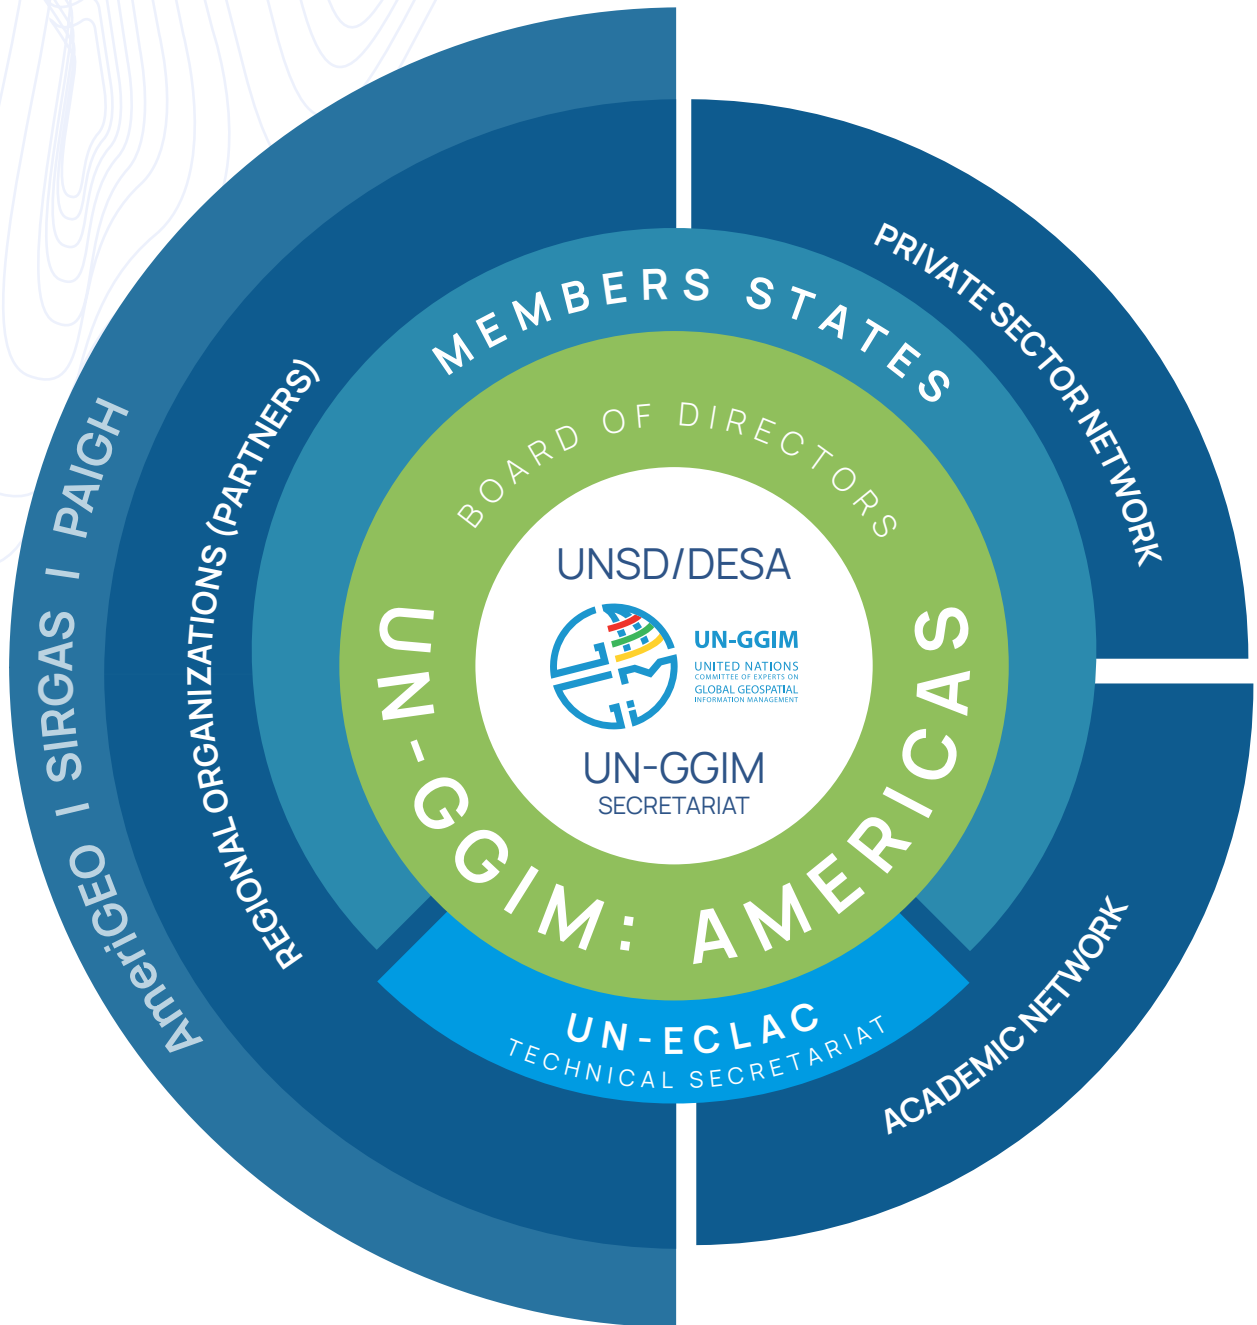 PRIVATE SECTOR NETWORK
MEMBERS STATES
BOARD OF DIRECTORS
UNSD/DESA
UN-GGIM
UNITED NATIONS
COMMITTEE OF EXPERTS ON
GLOBAL GEOSPATIAL
INFORMATION MANAGEMENT
UN-GGIM
SECRETARIAT
UN-GGIM: AMERICAS
UN-ECLAC
TECHNICAL SECRETARIAT
REGIONAL ORGANIZATIONS (PARTNERS)
AmeriGEO I SIRGAS I PAIGH
ACADEMIC NETWORK